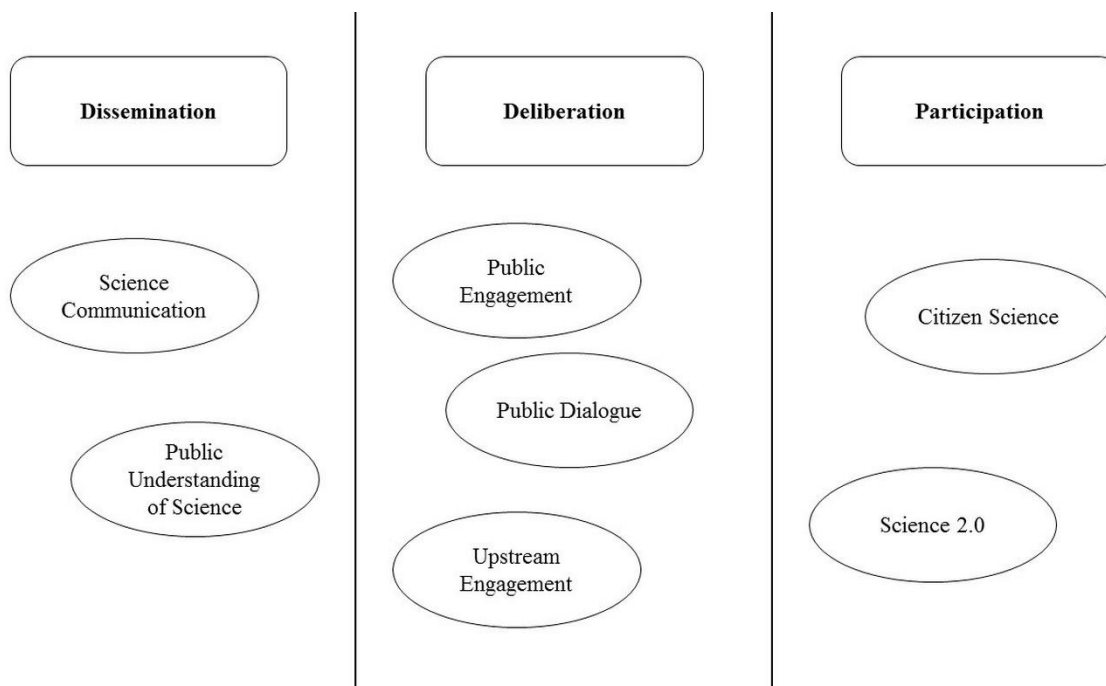 Dissemination
Deliberation
Participation
Science
Communication
Public
Understanding
of Science
Public
Engagement
Public Dialogue
Upstream
Engagement
Citizen Science
Science 2.0